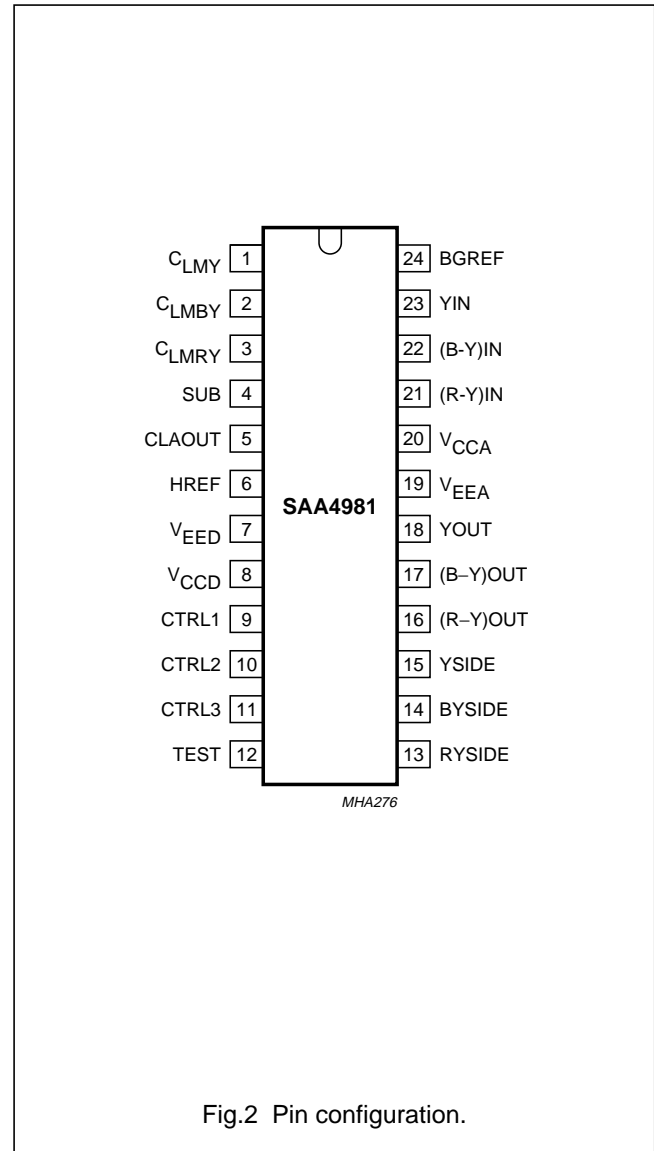 C_LMY 1
C_LMBY 2
C_LMRY 3
SUB 4
CLAOUT 5
HREF 6
V_EED 7
V_CCD 8
CTRL1 9
CTRL2 10
CTRL3 11
TEST 12
SAA4981
24 BGREF
23 YIN
22 (B-Y)IN
21 (R-Y)IN
20 V_CCA
19 V_EEA
18 YOUT
17 (B−Y)OUT
16 (R−Y)OUT
15 YSIDE
14 BYSIDE
13 RYSIDE
MHA276
Fig.2 Pin configuration.